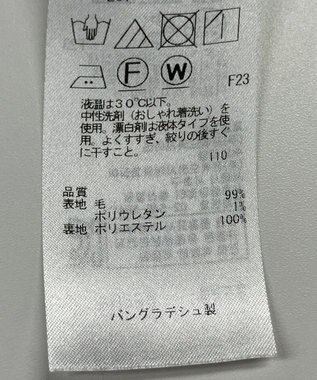 F W F23
液温は30℃以下。
中性洗剤（おしゃれ着洗い）を
使用。漂白剤は液体タイプを使
用。よくすすぎ、絞りの後すぐ
に干すこと。
110
品質
表地 毛 99%
ポリウレタン 1%
裏地 ポリエステル 100%
バングラデシュ製